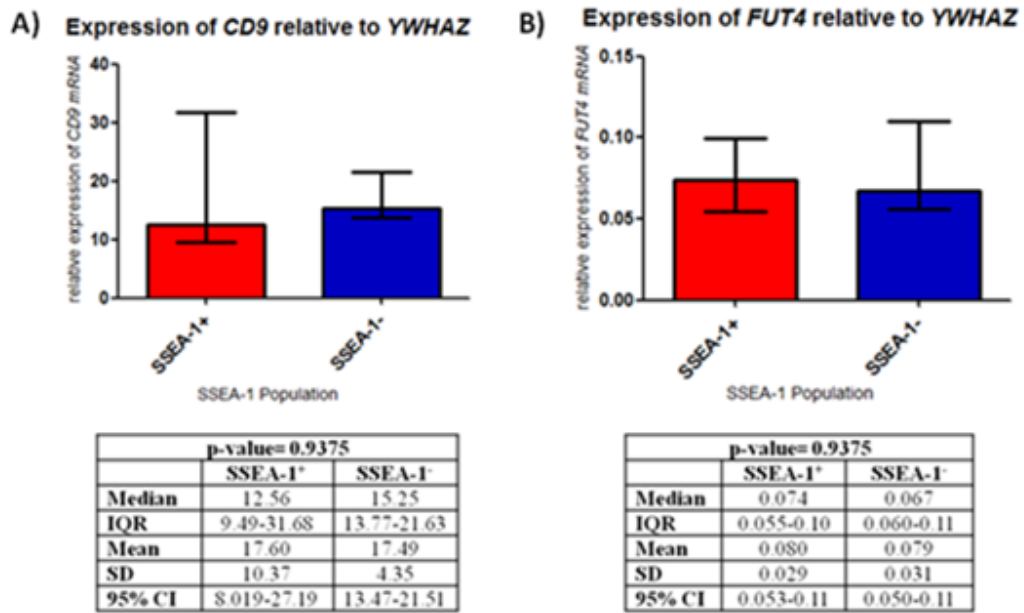 A) Expression of CD9 relative to YWHAZ
relative expression of CD9 mRNA
40
30
20
10
0
SSEA-1+
SSEA-1-
SSEA-1 Population
p-value= 0.9375
SSEA-1+ SSEA-1-
Median 12.56 15.25
IQR 9.49-31.68 13.77-21.63
Mean 17.60 17.49
SD 10.37 4.35
95% CI 8.019-27.19 13.47-21.51
B) Expression of FUT4 relative to YWHAZ
relative expression of FUT4 mRNA
0.15
0.10
0.05
0.00
SSEA-1+
SSEA-1-
SSEA-1 Population
p-value= 0.9375
SSEA-1+ SSEA-1-
Median 0.074 0.067
IQR 0.055-0.10 0.060-0.11
Mean 0.080 0.079
SD 0.029 0.031
95% CI 0.053-0.11 0.050-0.11